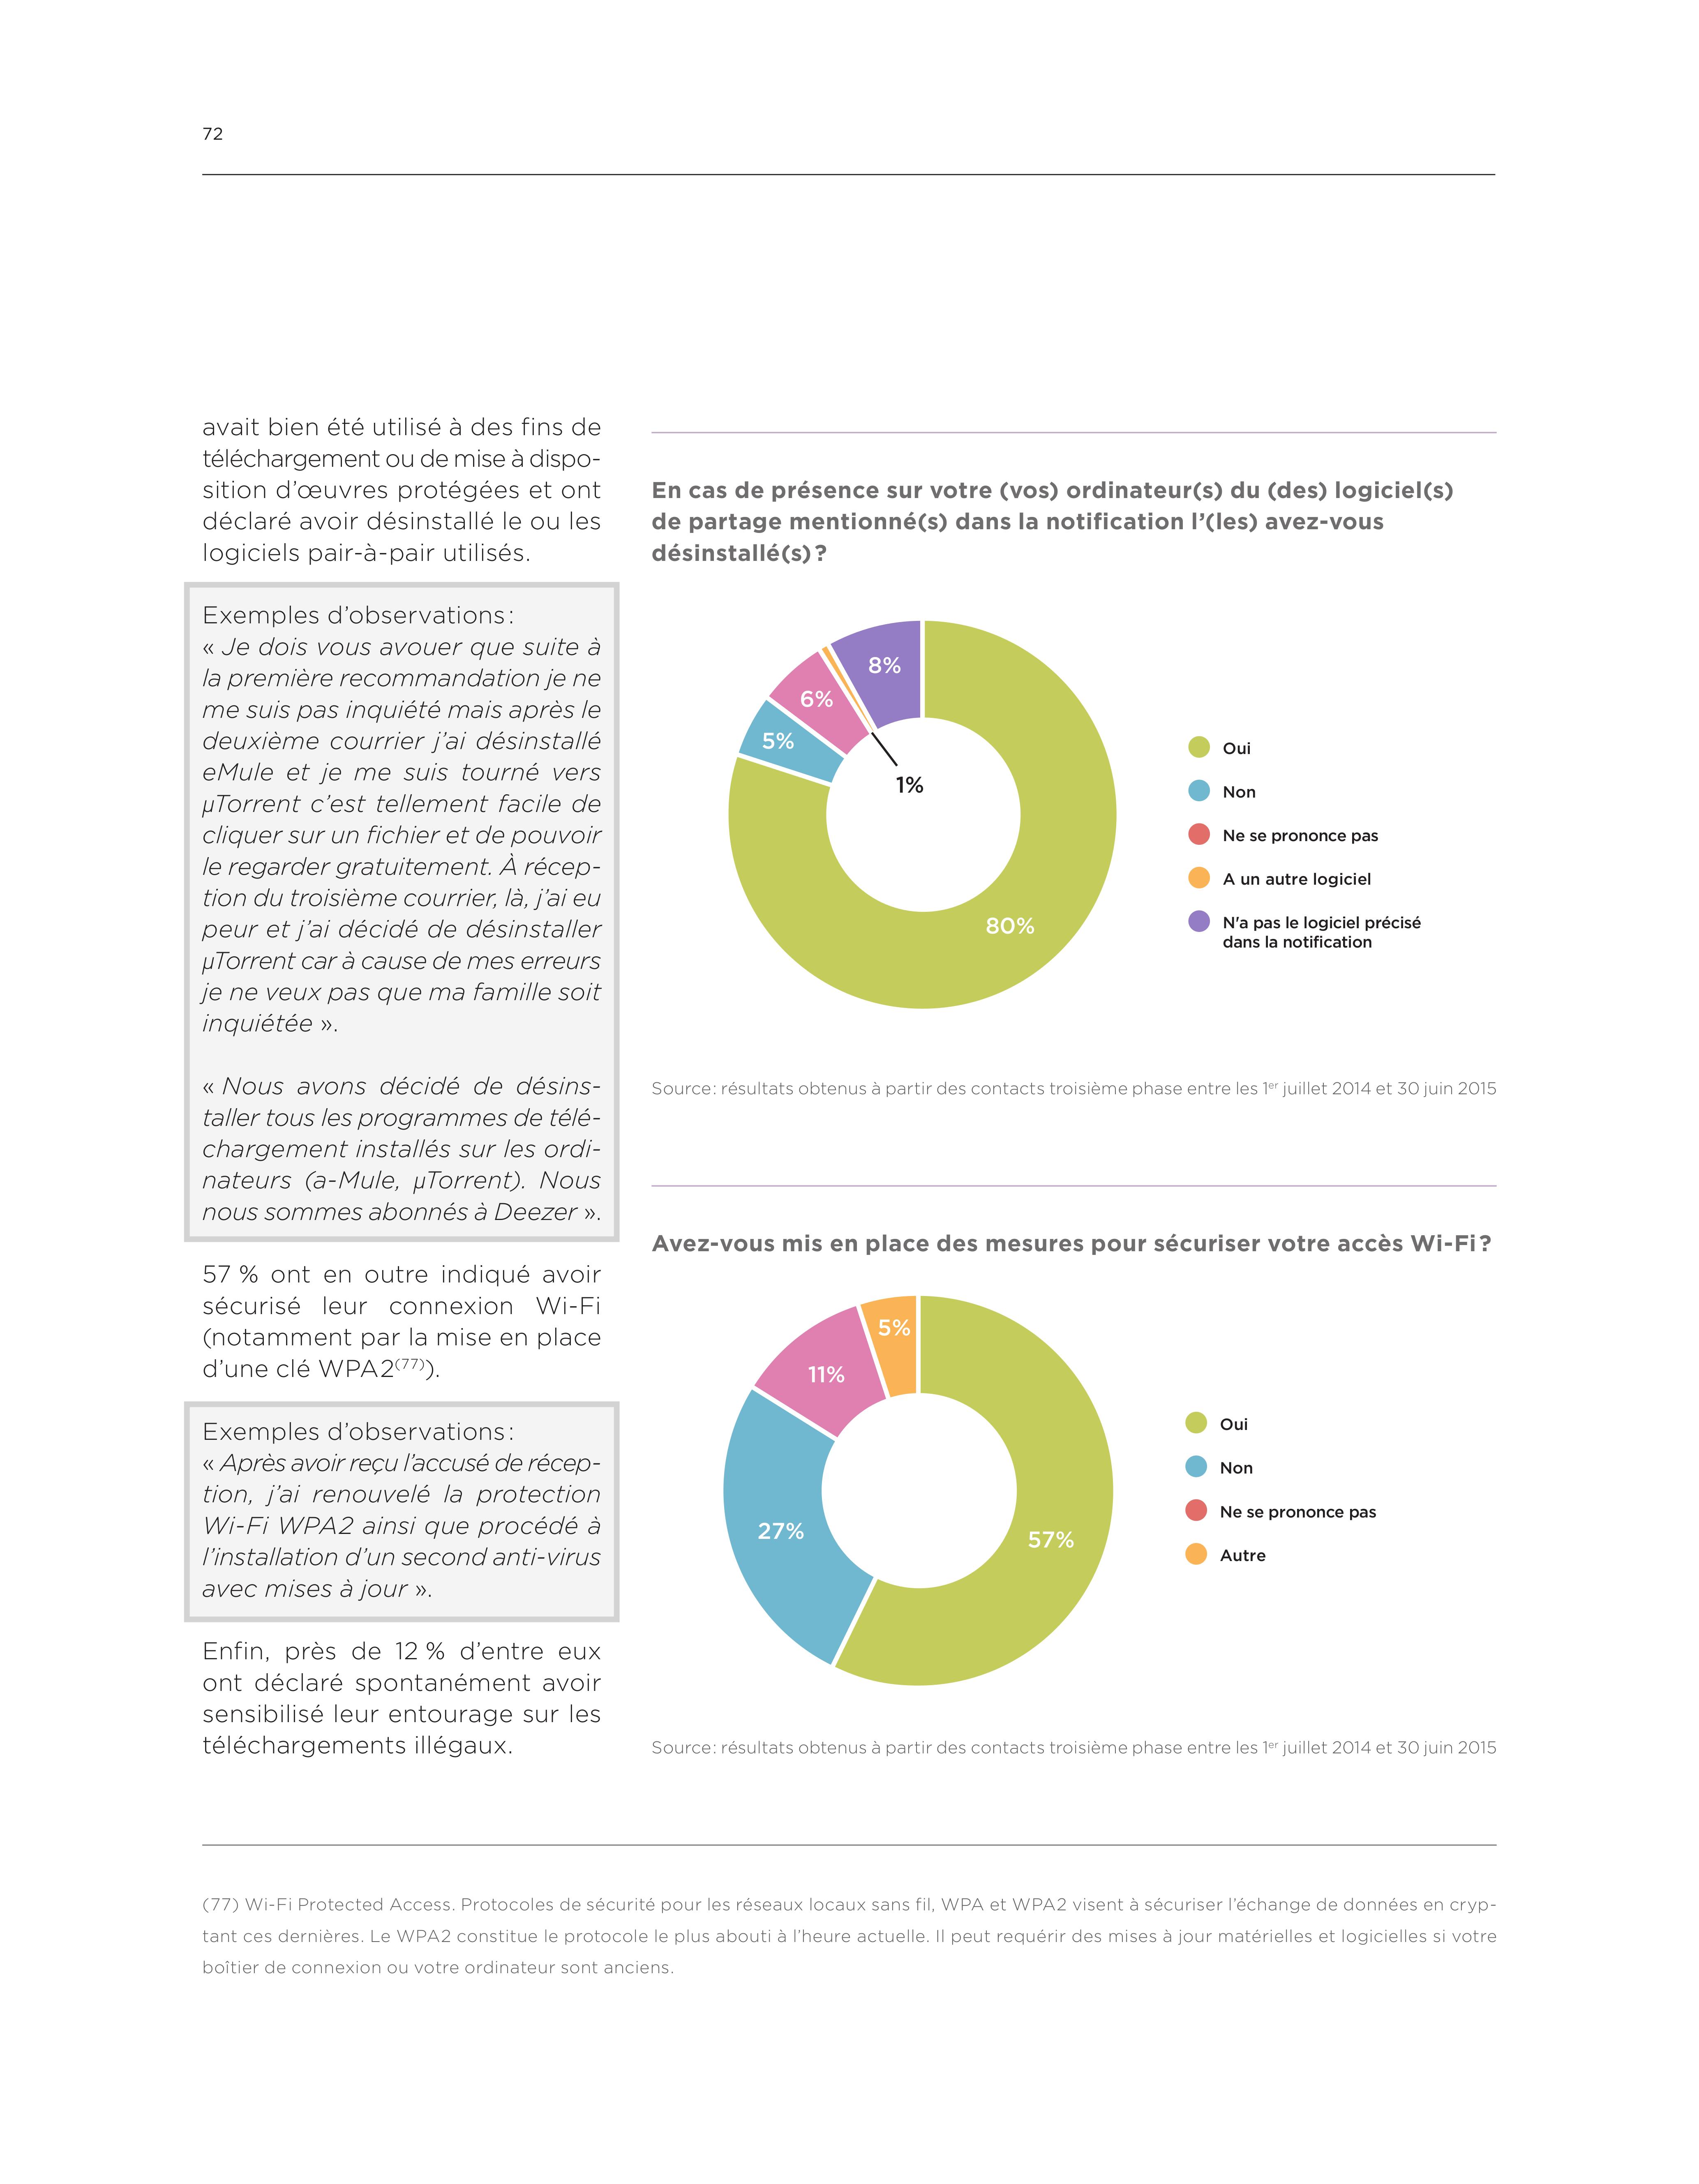 72
avait bien été utilisé à des fins de
téléchargement ou de mise à dispo-
sition d'œuvres protégées et ont
déclaré avoir désinstallé le ou les
logiciels pair-à-pair utilisés.
Exemples d'observations :
« Je dois vous avouer que suite à
la première recommandation je ne
me suis pas inquiété mais après le
deuxième courrier j'ai désinstallé
eMule et je me suis tourné vers
µTorrent c'est tellement facile de
cliquer sur un fichier et de pouvoir
le regarder gratuitement. À récep-
tion du troisième courrier, là, j'ai eu
peur et j'ai décidé de désinstaller
µTorrent car à cause de mes erreurs
je ne veux pas que ma famille soit
inquiétée ».
« Nous avons décidé de désins-
taller tous les programmes de télé-
chargement installés sur les ordi-
nateurs (a-Mule, µTorrent). Nous
nous sommes abonnés à Deezer ».
57 % ont en outre indiqué avoir
sécurisé leur connexion Wi-Fi
(notamment par la mise en place
d'une clé WPA2(77)).
Exemples d'observations :
« Après avoir reçu l'accusé de récep-
tion, j'ai renouvelé la protection
Wi-Fi WPA2 ainsi que procédé à
l'installation d'un second anti-virus
avec mises à jour ».
Enfin, près de 12 % d'entre eux
ont déclaré spontanément avoir
sensibilisé leur entourage sur les
téléchargements illégaux.
En cas de présence sur votre (vos) ordinateur(s) du (des) logiciel(s)
de partage mentionné(s) dans la notification l'(les) avez-vous
désinstallé(s) ?
8%
6%
5%
1%
80%
Oui
Non
Ne se prononce pas
A un autre logiciel
N'a pas le logiciel précisé
dans la notification
Source : résultats obtenus à partir des contacts troisième phase entre les 1er juillet 2014 et 30 juin 2015
Avez-vous mis en place des mesures pour sécuriser votre accès Wi-Fi ?
5%
11%
27%
57%
Oui
Non
Ne se prononce pas
Autre
Source : résultats obtenus à partir des contacts troisième phase entre les 1er juillet 2014 et 30 juin 2015
(77) Wi-Fi Protected Access. Protocoles de sécurité pour les réseaux locaux sans fil, WPA et WPA2 visent à sécuriser l'échange de données en cryp-
tant ces dernières. Le WPA2 constitue le protocole le plus abouti à l'heure actuelle. Il peut requérir des mises à jour matérielles et logicielles si votre
boîtier de connexion ou votre ordinateur sont anciens.